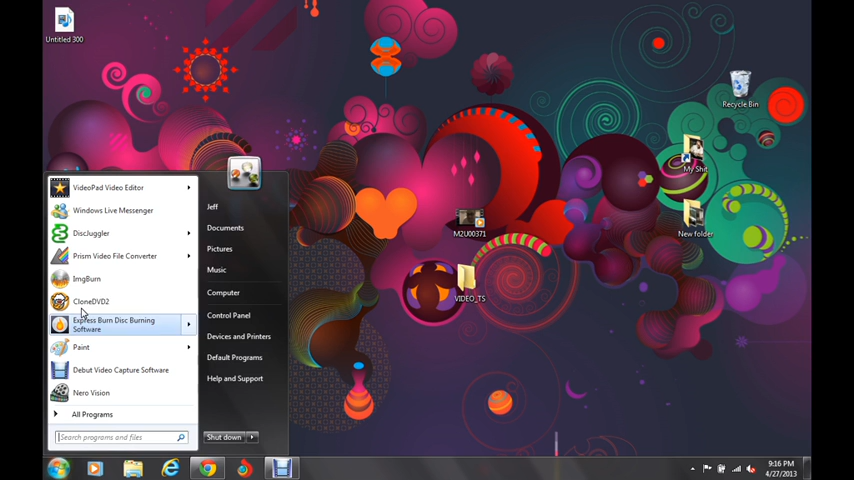 Untitled 300
Recycle Bin
My Shit
New folder
M2U00371
VIDEO_TS
VideoPad Video Editor
Windows Live Messenger
DiscJuggler
Prism Video File Converter
ImgBurn
CloneDVD2
Express Burn Disc Burning
Software
Paint
Debut Video Capture Software
Nero Vision
All Programs
Search programs and files
Jeff
Documents
Pictures
Music
Computer
Control Panel
Devices and Printers
Default Programs
Help and Support
Shut down
9:16 PM
4/27/2013